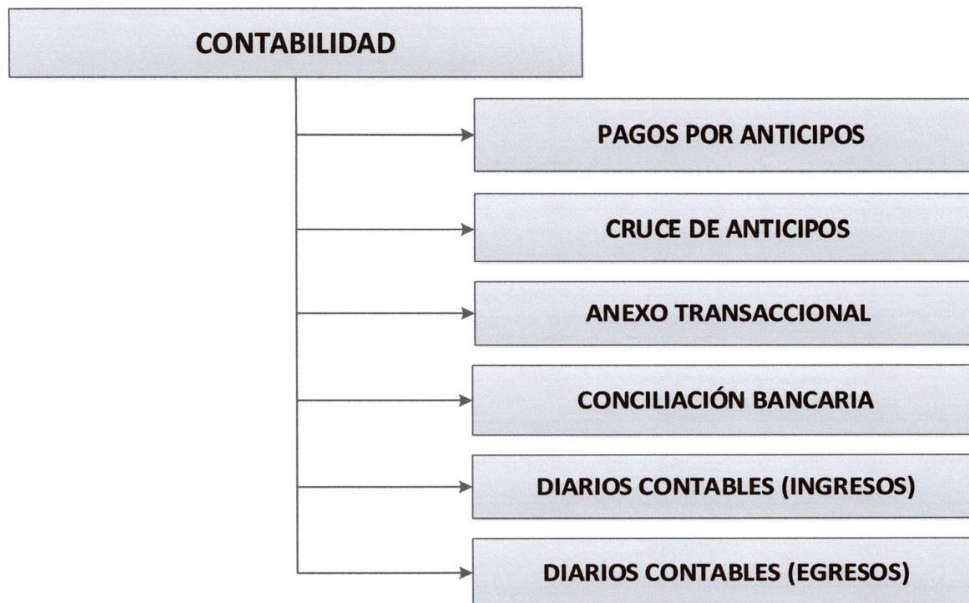 CONTABILIDAD
PAGOS POR ANTICIPOS
CRUCE DE ANTICIPOS
ANEXO TRANSACCIONAL
CONCILIACIÓN BANCARIA
DIARIOS CONTABLES (INGRESOS)
DIARIOS CONTABLES (EGRESOS)